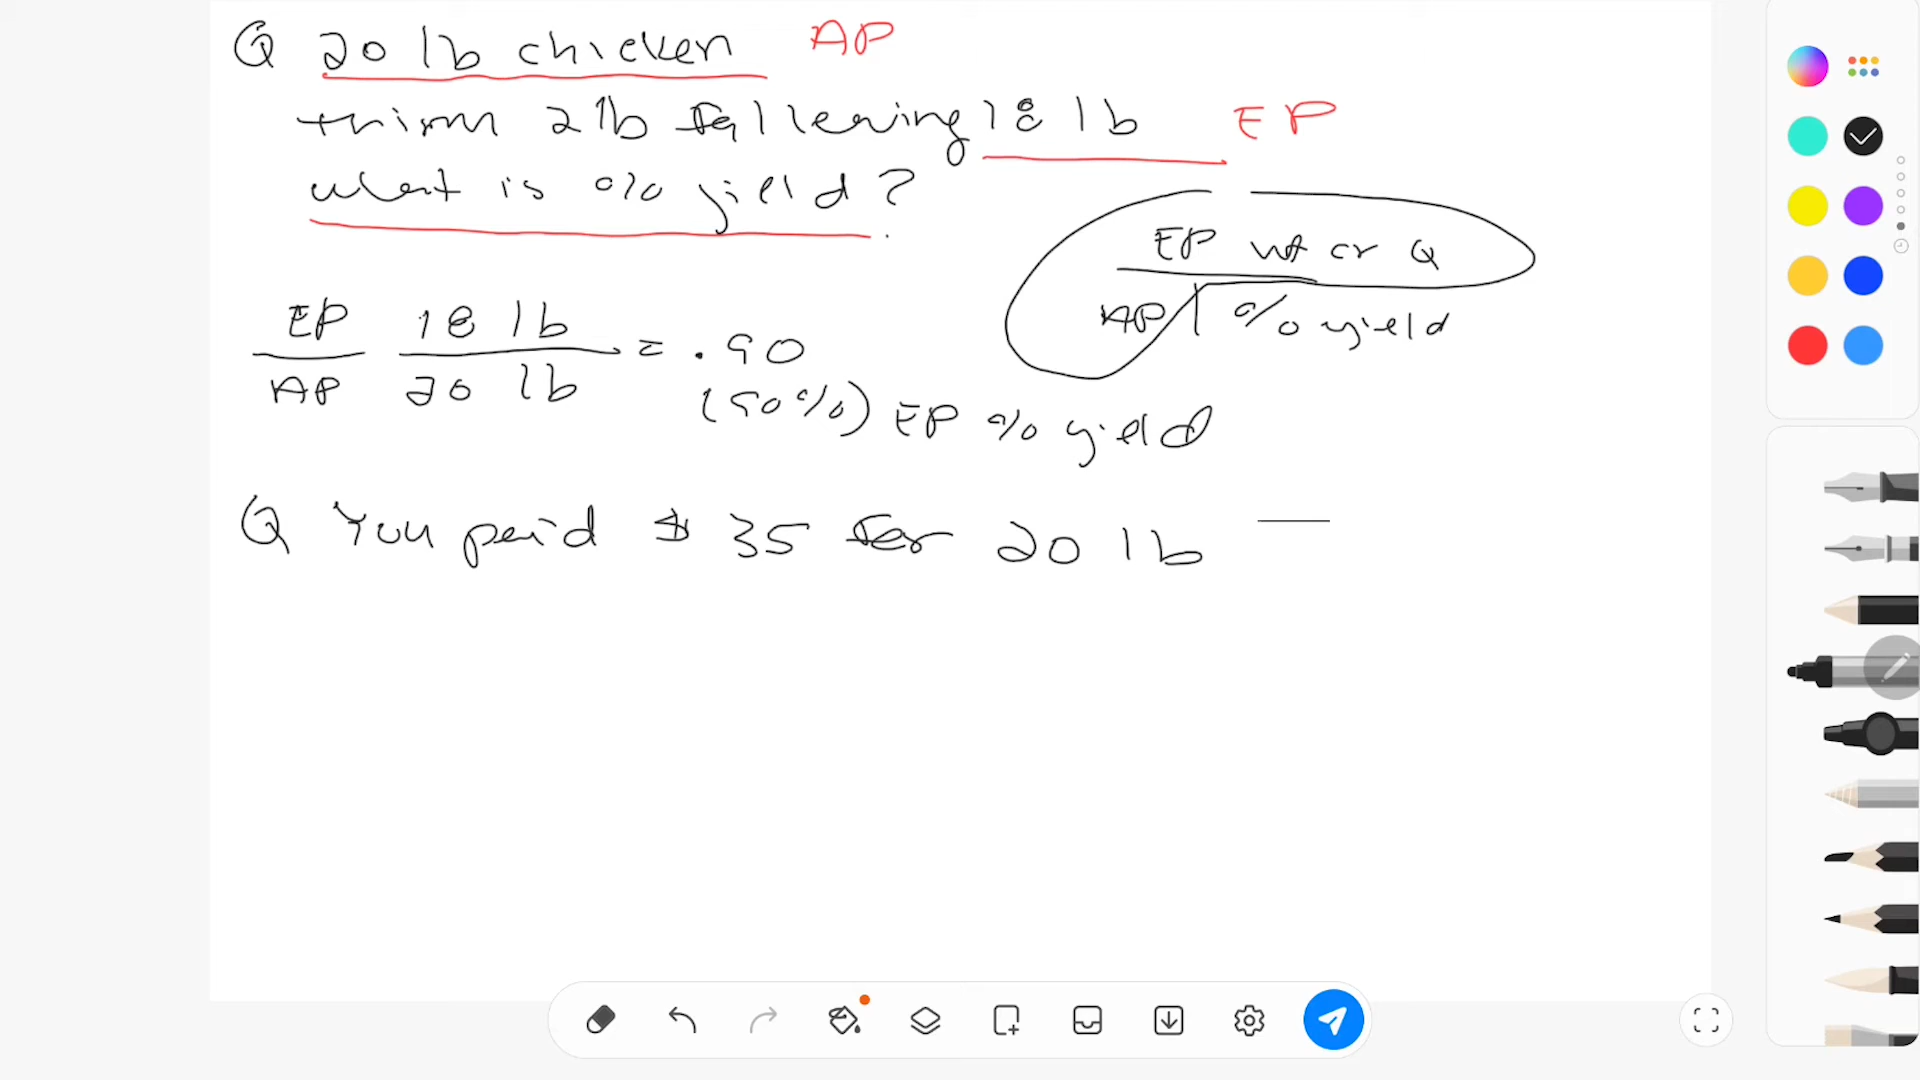 Q 20 lb chicken AP
trim 2 lb following 18 lb EP
what is % yield?
EP wt or Q
AP % yield
EP 18 lb = .90
AP 20 lb
(90%) EP % yield
Q You paid $ 35 for 20 lb